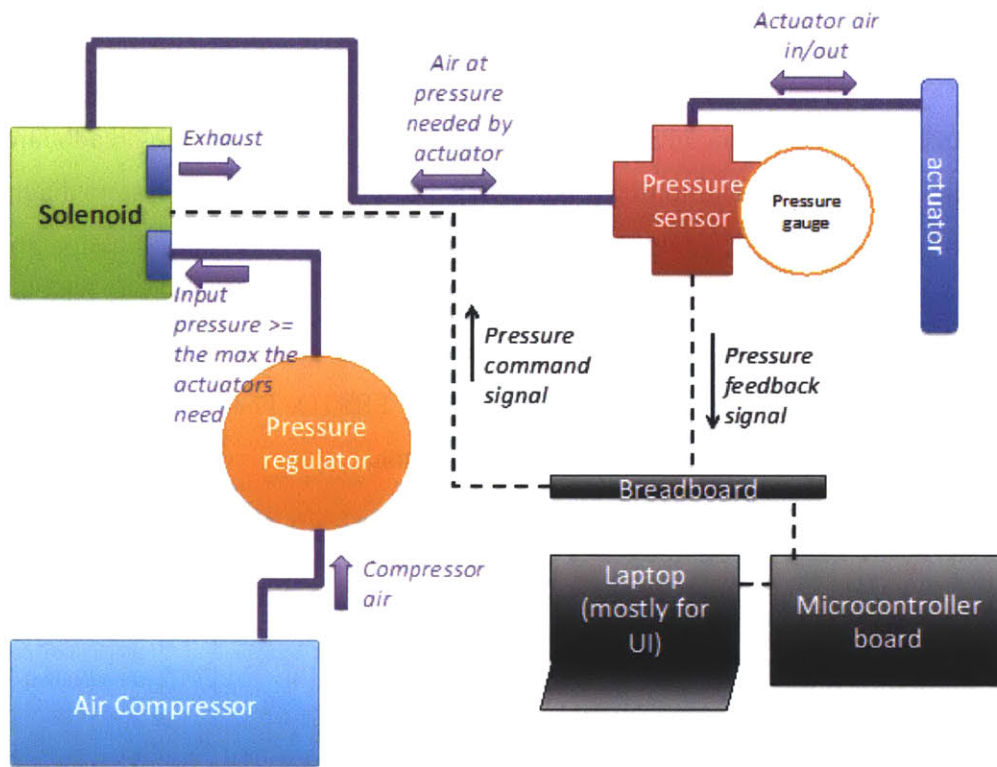 Actuator air
in/out
Air at
pressure
needed by
actuator
Exhaust
Solenoid
Pressure
sensor
Pressure
gauge
actuator
Input
pressure >=
the max the
actuators
need
Pressure
command
signal
Pressure
feedback
signal
Pressure
regulator
Breadboard
Compressor
air
Laptop
(mostly for
UI)
Microcontroller
board
Air Compressor